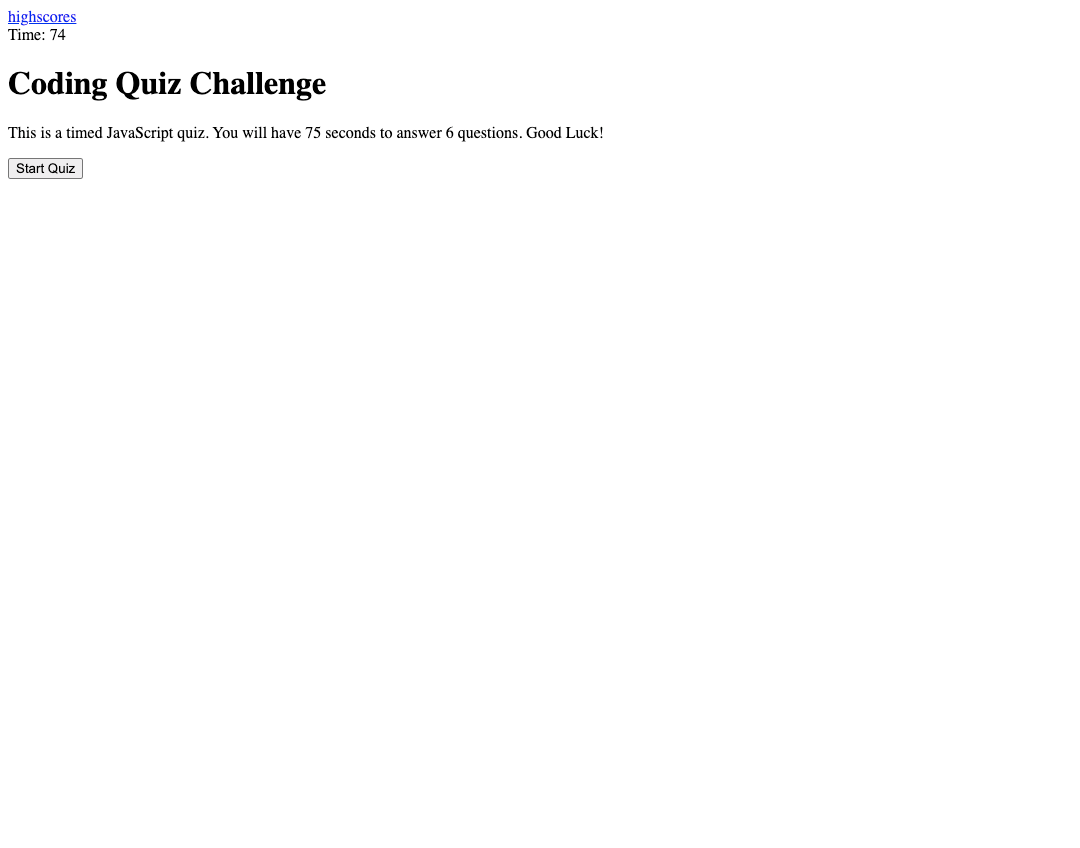 highscores
Time: 74
Coding Quiz Challenge
This is a timed JavaScript quiz. You will have 75 seconds to answer 6 questions. Good Luck!
Start Quiz